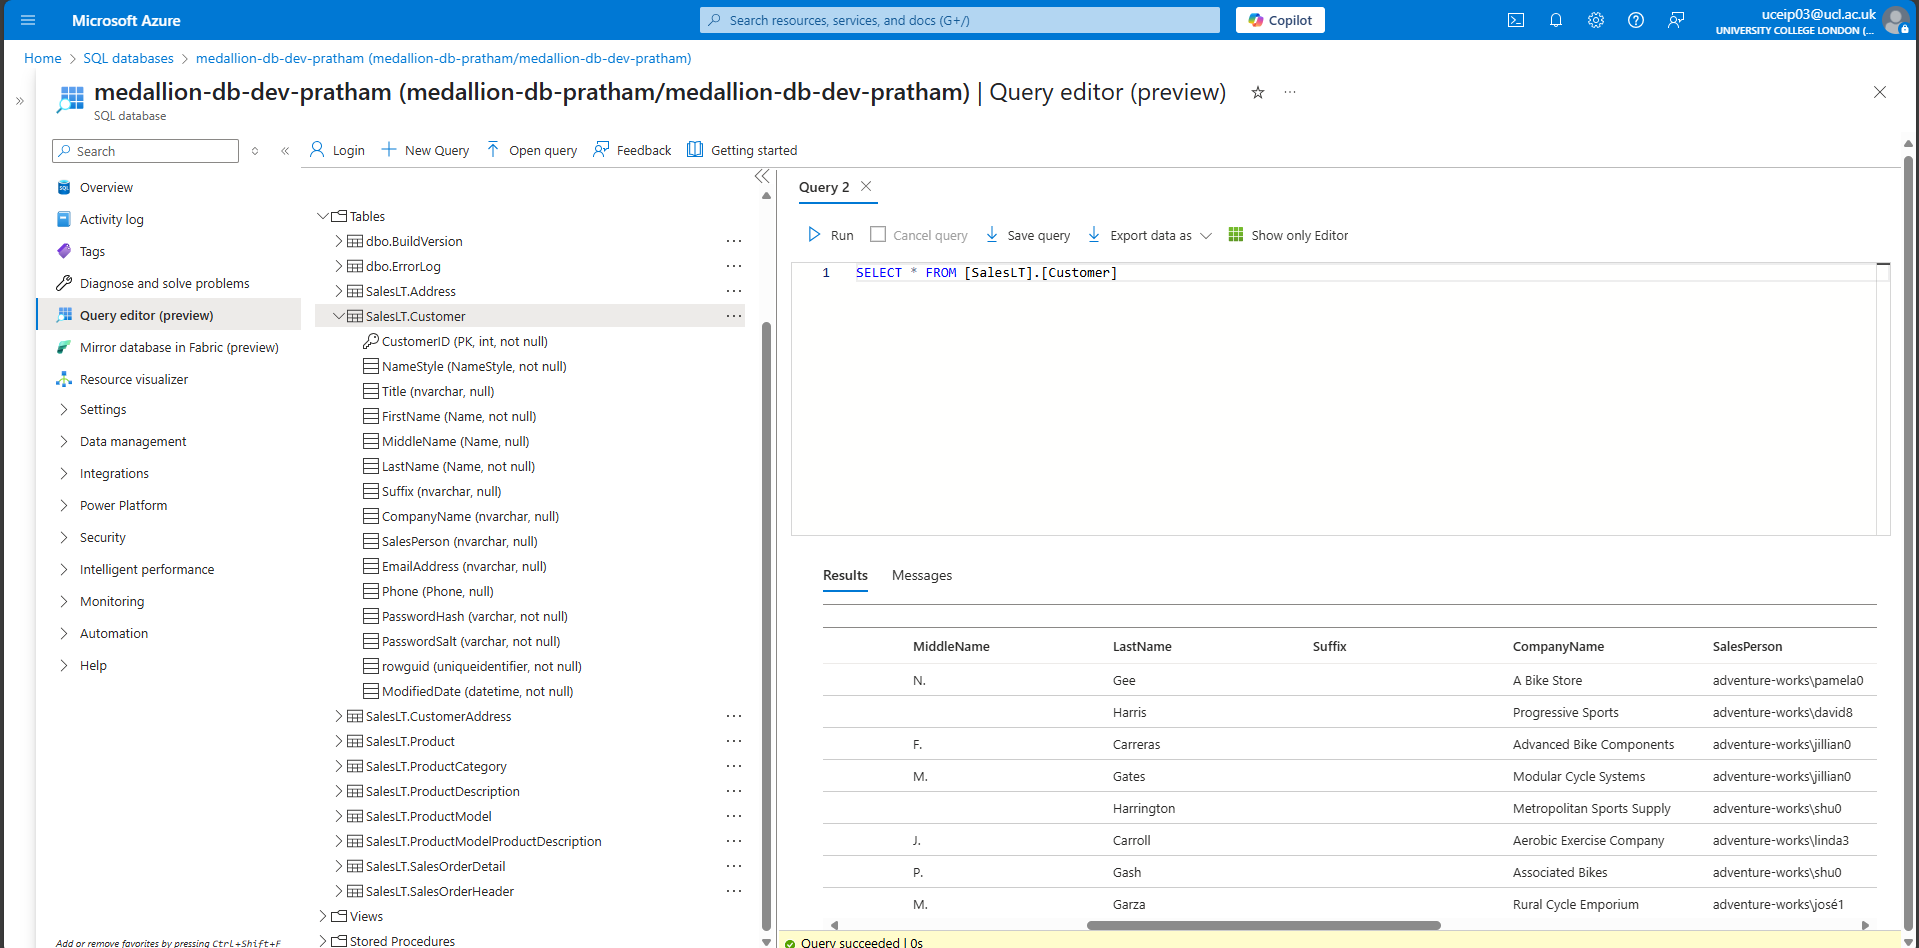 Microsoft Azure
Search resources, services, and docs (G+/)
Copilot
uceip03@ucl.ac.uk
UNIVERSITY COLLEGE LONDON (...
Home > SQL databases > medallion-db-dev-pratham (medallion-db-pratham/medallion-db-dev-pratham)
medallion-db-dev-pratham (medallion-db-pratham/medallion-db-dev-pratham) | Query editor (preview)
SQL database
Search
Overview
Activity log
Tags
Diagnose and solve problems
Query editor (preview)
Mirror database in Fabric (preview)
Resource visualizer
Settings
Data management
Integrations
Power Platform
Security
Intelligent performance
Monitoring
Automation
Help
Add or remove favorites by pressing Ctrl+Shift+F
Login New Query Open query Feedback Getting started
Tables
dbo.BuildVersion
dbo.ErrorLog
SalesLT.Address
SalesLT.Customer
CustomerID (PK, int, not null)
NameStyle (NameStyle, not null)
Title (nvarchar, null)
FirstName (Name, not null)
MiddleName (Name, null)
LastName (Name, not null)
Suffix (nvarchar, null)
CompanyName (nvarchar, null)
SalesPerson (nvarchar, null)
EmailAddress (nvarchar, null)
Phone (Phone, null)
PasswordHash (varchar, not null)
PasswordSalt (varchar, not null)
rowguid (uniqueidentifier, not null)
ModifiedDate (datetime, not null)
SalesLT.CustomerAddress
SalesLT.Product
SalesLT.ProductCategory
SalesLT.ProductDescription
SalesLT.ProductModel
SalesLT.ProductModelProductDescription
SalesLT.SalesOrderDetail
SalesLT.SalesOrderHeader
Views
Stored Procedures
Query 2
Run Cancel query Save query Export data as Show only Editor
1 SELECT * FROM [SalesLT].[Customer]
Results Messages
MiddleName LastName Suffix CompanyName SalesPerson
N. Gee A Bike Store adventure-works\pamela0
Harris Progressive Sports adventure-works\david8
F. Carreras Advanced Bike Components adventure-works\jillian0
M. Gates Modular Cycle Systems adventure-works\jillian0
Harrington Metropolitan Sports Supply adventure-works\shu0
J. Carroll Aerobic Exercise Company adventure-works\linda3
P. Gash Associated Bikes adventure-works\shu0
M. Garza Rural Cycle Emporium adventure-works\josé1
Query succeeded | 0s